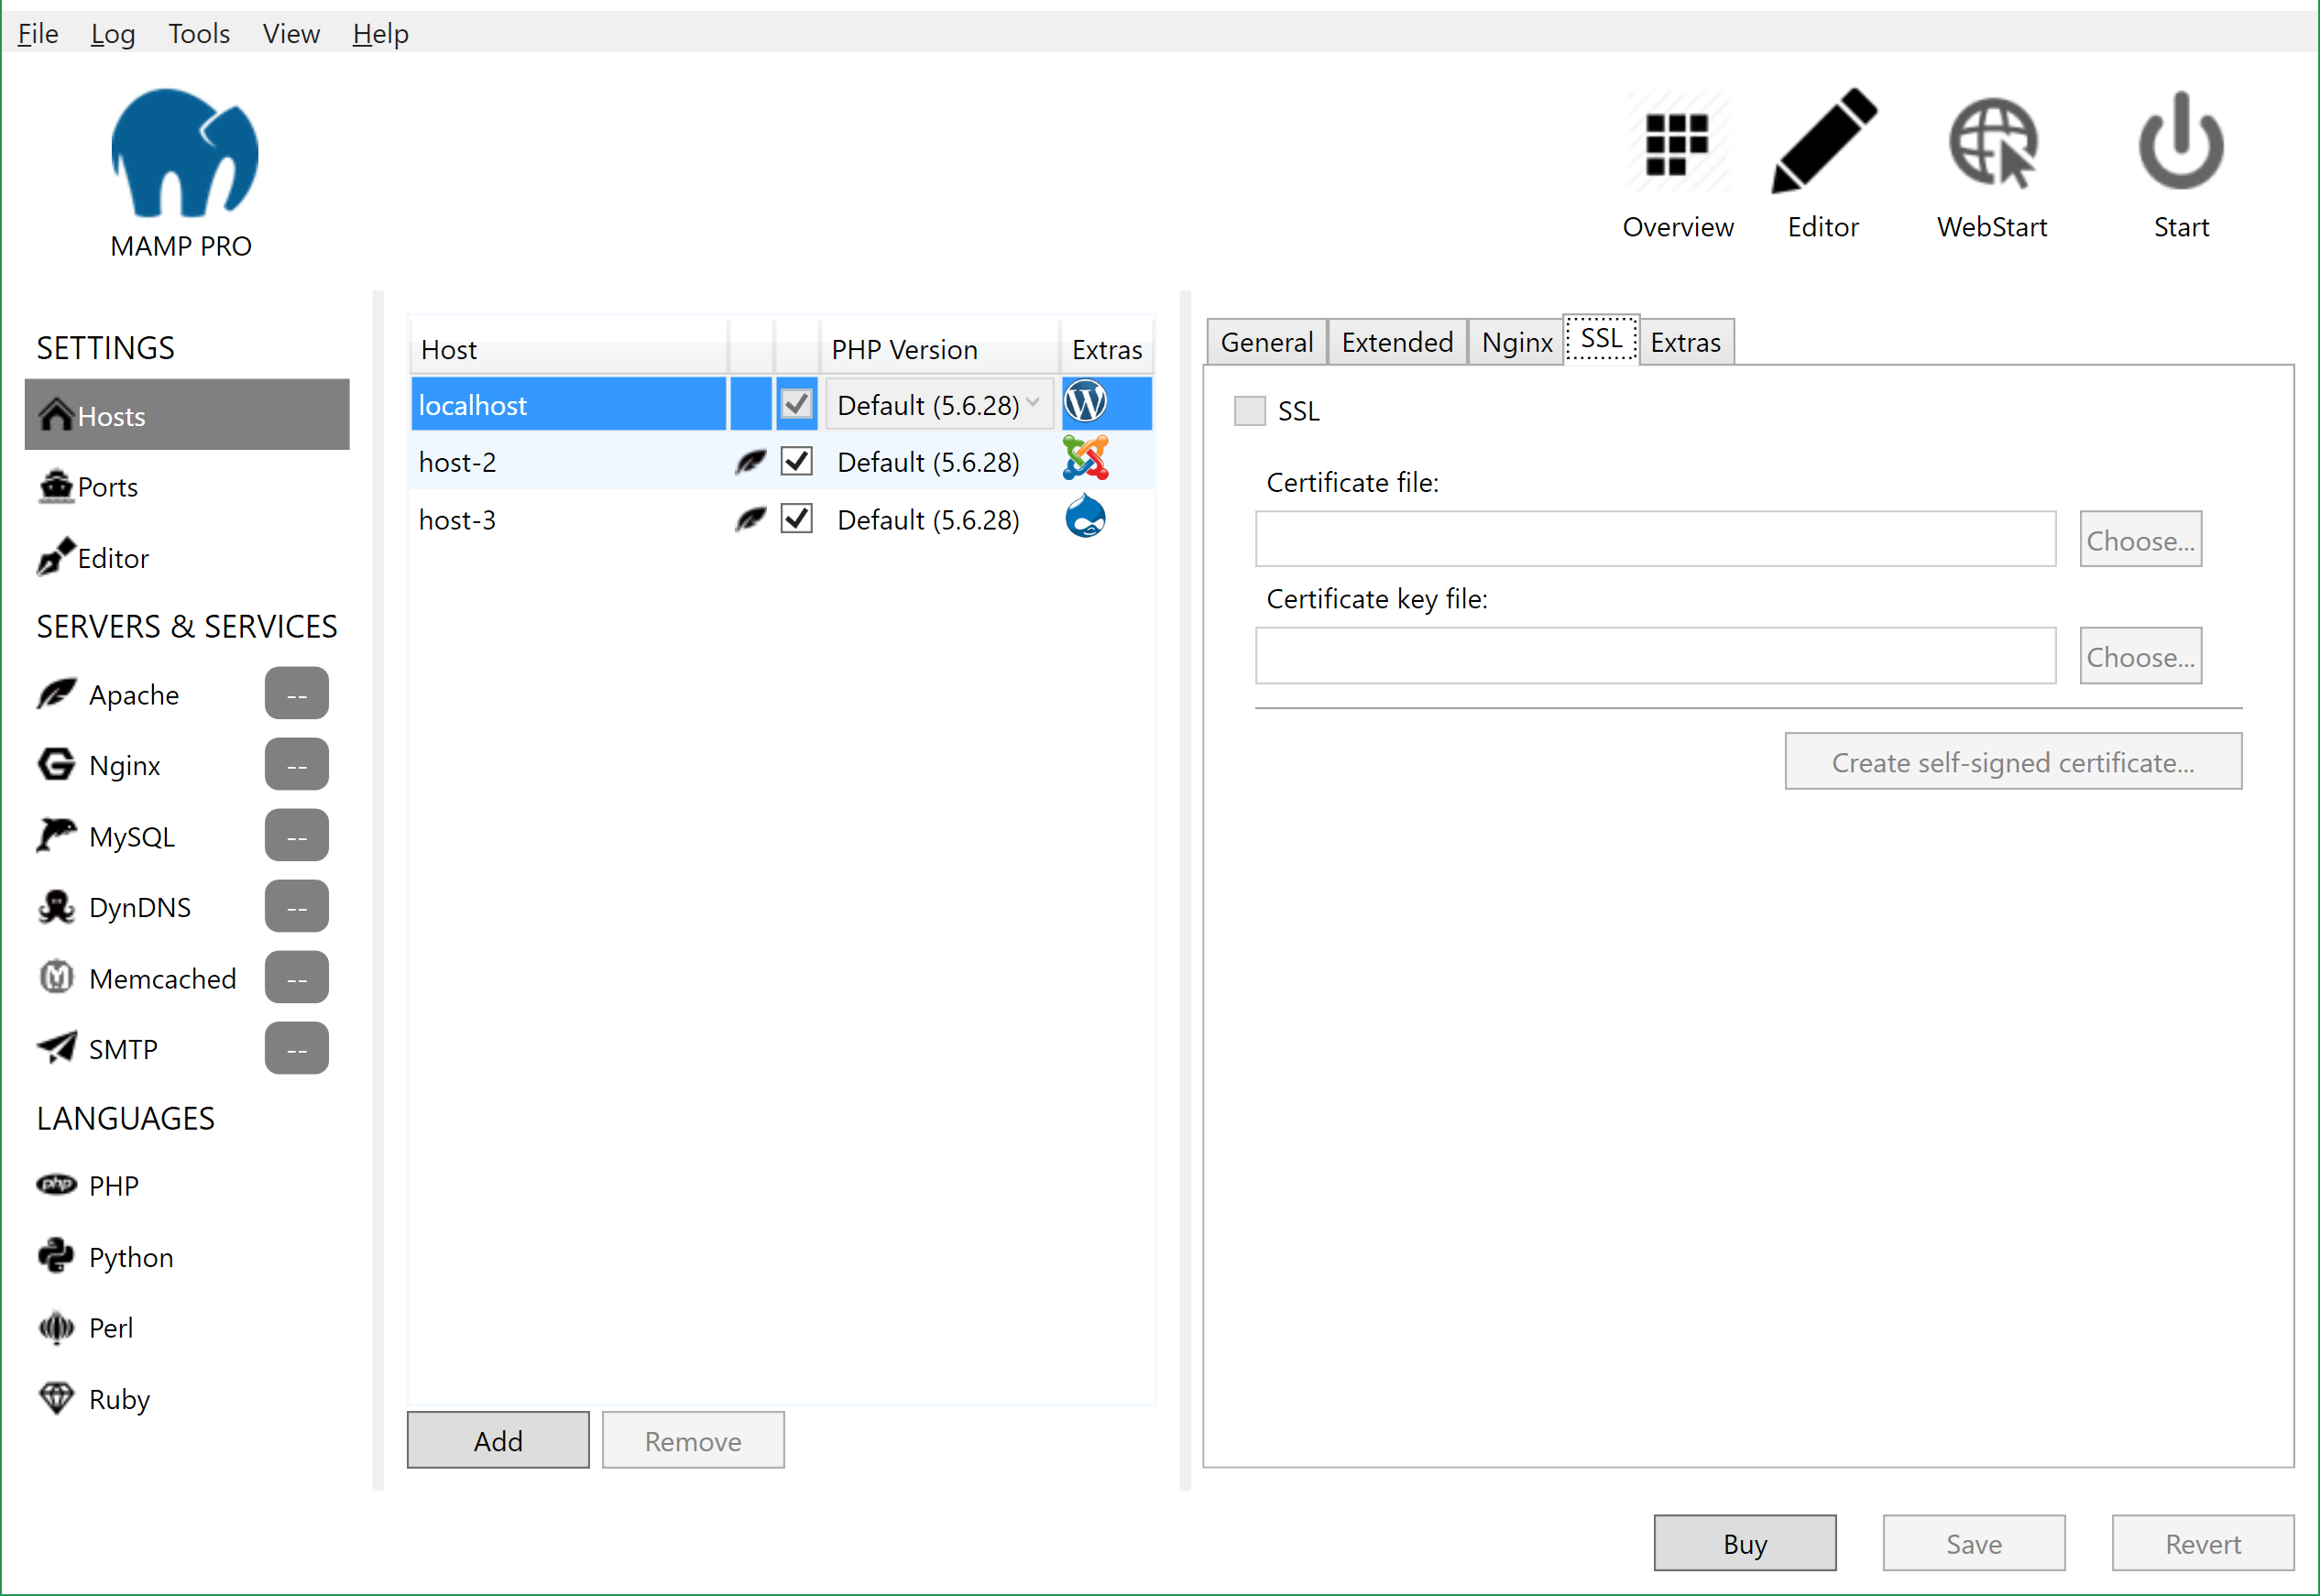 File Log Tools View Help
MAMP PRO
Overview Editor WebStart Start
SETTINGS
Hosts
Ports
Editor
SERVERS & SERVICES
Apache --
Nginx --
MySQL --
DynDNS --
Memcached --
SMTP --
LANGUAGES
php PHP
Python
Perl
Ruby
Host PHP Version Extras
localhost Default (5.6.28)
host-2 Default (5.6.28)
host-3 Default (5.6.28)
Add Remove
General Extended Nginx SSL Extras
SSL
Certificate file:
Choose...
Certificate key file:
Choose...
Create self-signed certificate...
Buy Save Revert